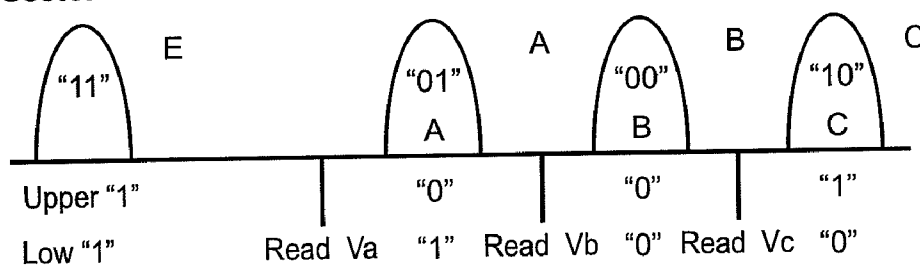 E A B C
“11” “01” “00” “10”
A B C
Upper “1” “0” “0” “1”
Low “1” Read Va “1” Read Vb “0” Read Vc “0”